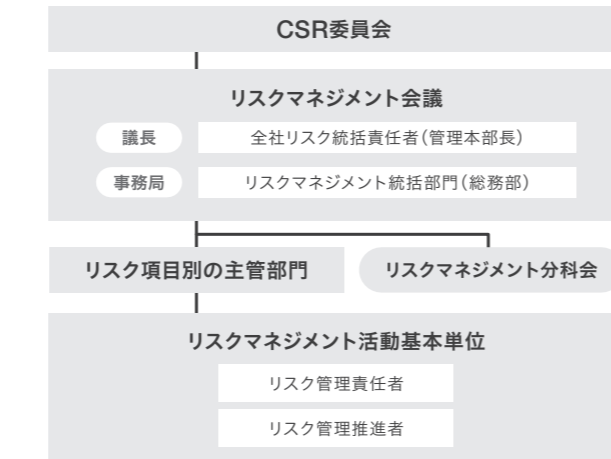 CSR委員会
リスクマネジメント会議
議長
全社リスク統括責任者(管理本部長)
事務局
リスクマネジメント統括部門(総務部)
リスク項目別の主管部門
リスクマネジメント分科会
リスクマネジメント活動基本単位
リスク管理責任者
リスク管理推進者